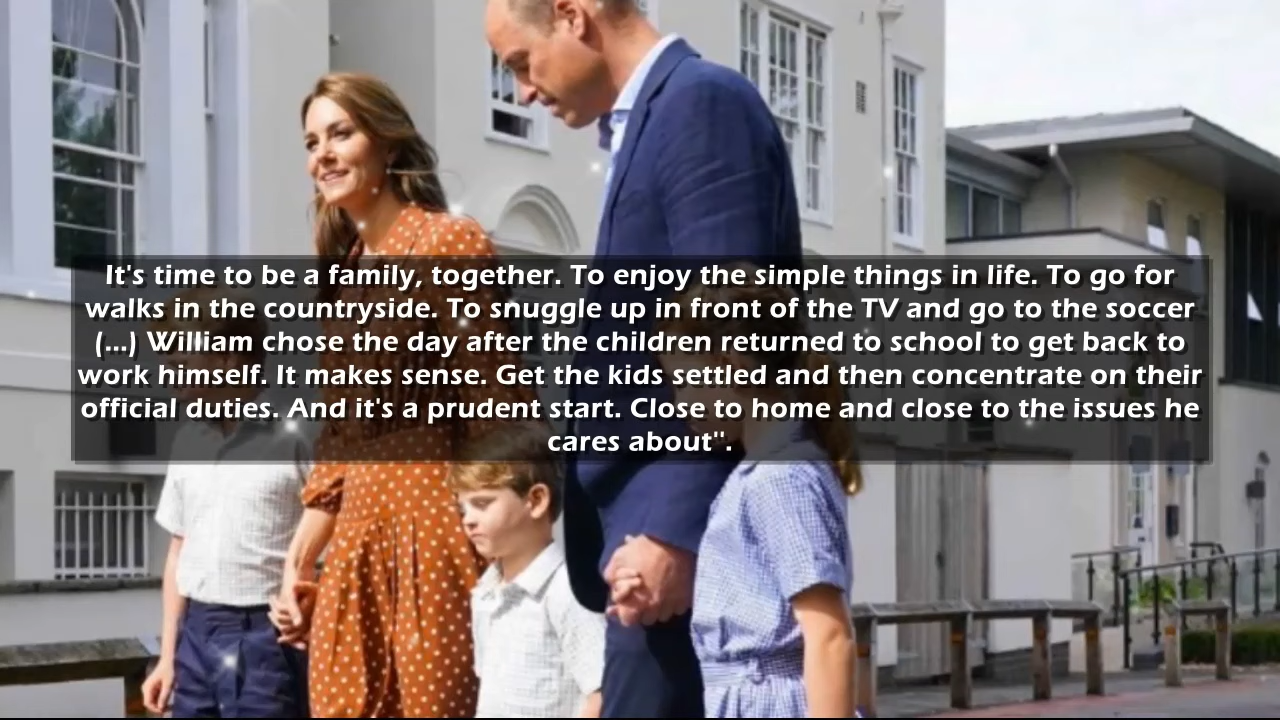 It's time to be a family, together. To enjoy the simple things in life. To go for
walks in the countryside. To snuggle up in front of the TV and go to the soccer
(...) William chose the day after the children returned to school to get back to
work himself. It makes sense. Get the kids settled and then concentrate on their
official duties. And it's a prudent start. Close to home and close to the issues he
cares about".